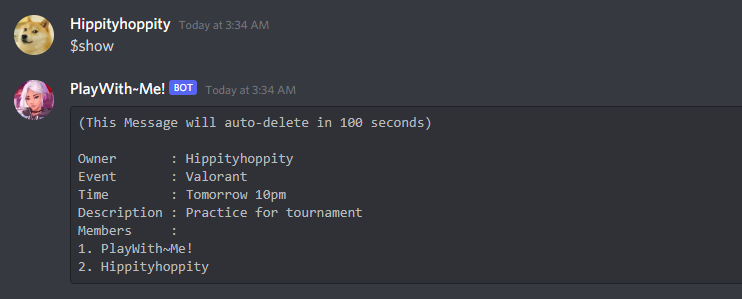 Hippityhoppity Today at 3:34 AM
$show
PlayWith~Me! BOT Today at 3:34 AM
(This Message will auto-delete in 100 seconds)
Owner : Hippityhoppity
Event : Valorant
Time : Tomorrow 10pm
Description : Practice for tournament
Members :
1. PlayWith~Me!
2. Hippityhoppity